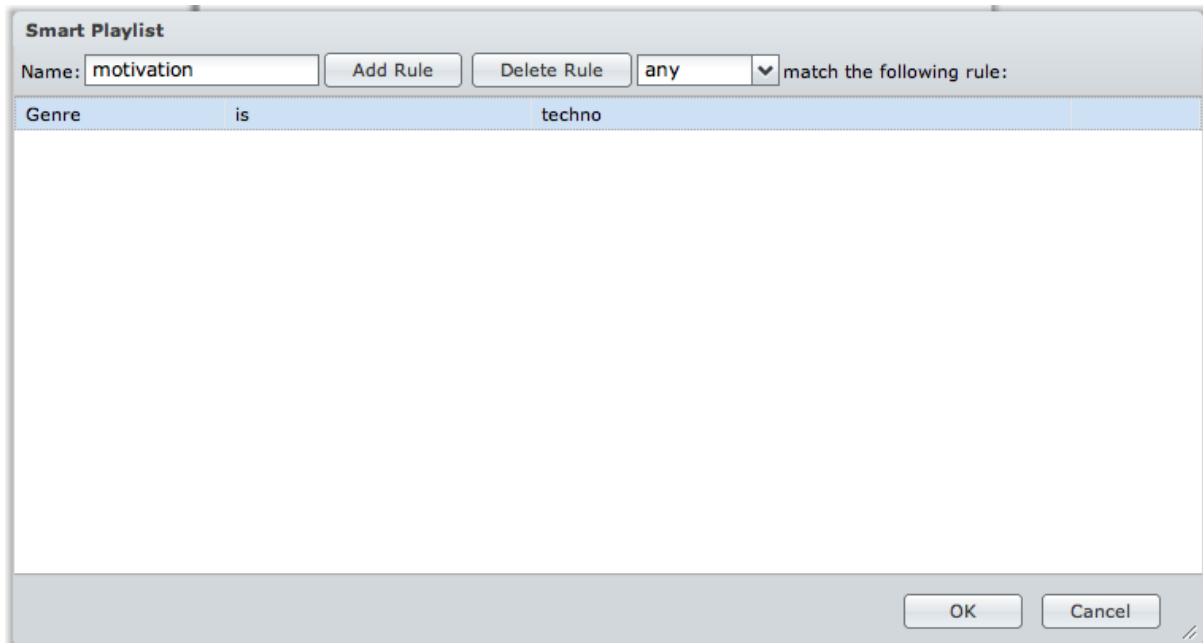 Smart Playlist
Name: motivation Add Rule Delete Rule any match the following rule:
Genre is techno
OK Cancel